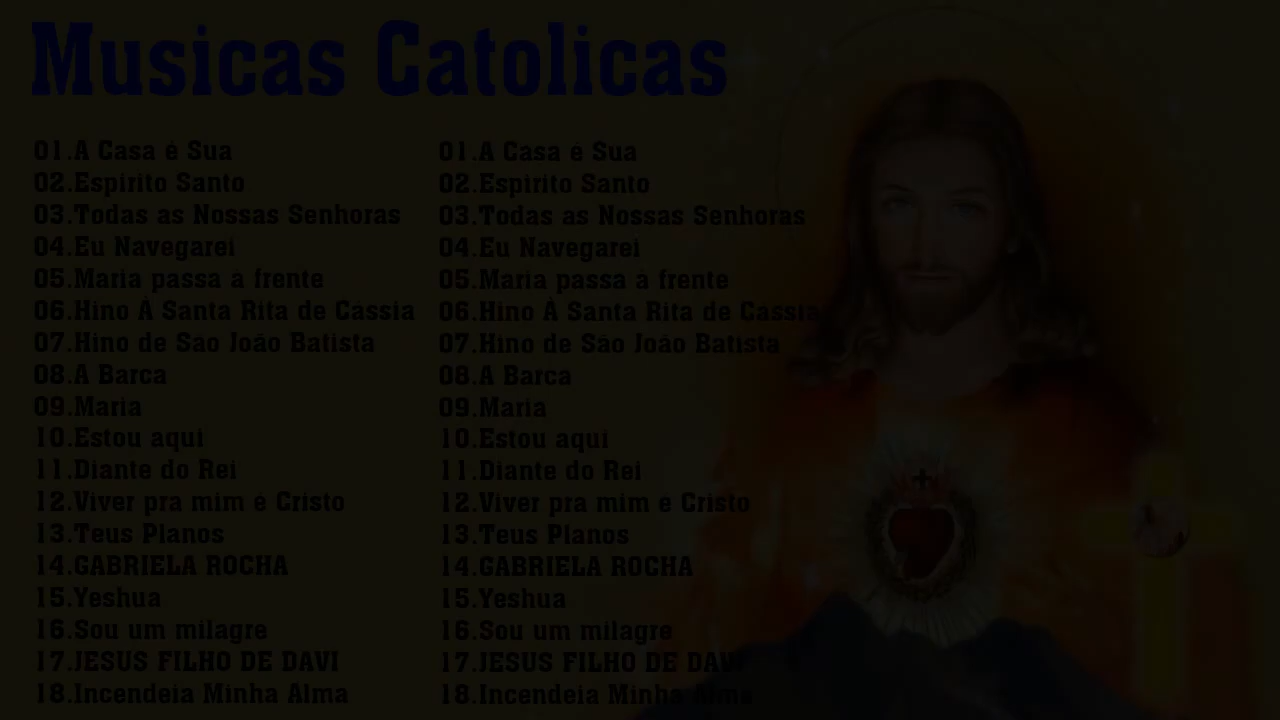 Musicas Catolicas
01.A Casa é Sua
02.Espírito Santo
03.Todas as Nossas Senhoras
04.Eu Navegarei
05.Maria passa à frente
06.Hino À Santa Rita de Cássia
07.Hino de São João Batista
08.A Barca
09.Maria
10.Estou aqui
11.Diante do Rei
12.Viver pra mim é Cristo
13.Teus Planos
14.GABRIELA ROCHA
15.Yeshua
16.Sou um milagre
17.JESUS FILHO DE DAVI
18.Incendeia Minha Alma
01.A Casa é Sua
02.Espírito Santo
03.Todas as Nossas Senhoras
04.Eu Navegarei
05.Maria passa à frente
06.Hino À Santa Rita de Cássia
07.Hino de São João Batista
08.A Barca
09.Maria
10.Estou aqui
11.Diante do Rei
12.Viver pra mim é Cristo
13.Teus Planos
14.GABRIELA ROCHA
15.Yeshua
16.Sou um milagre
17.JESUS FILHO DE DAVI
18.Incendeia Minha Alma